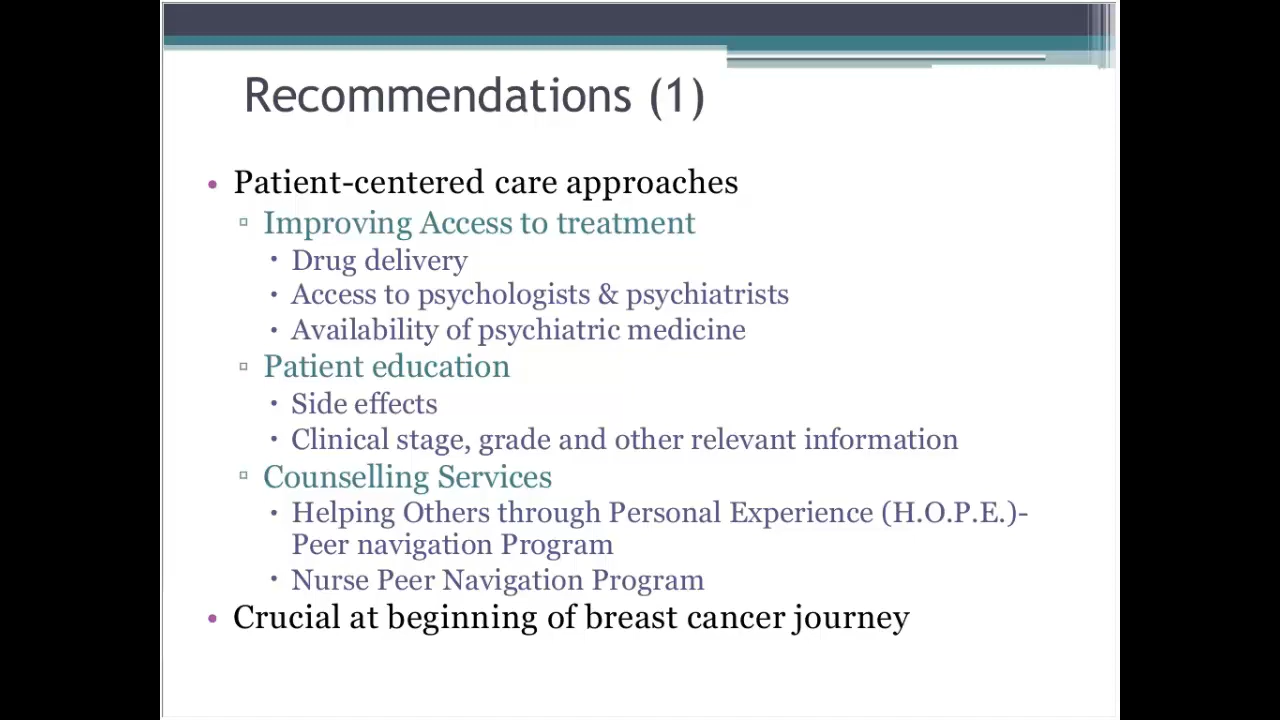 Recommendations (1)
• Patient-centered care approaches
▫ Improving Access to treatment
▪ Drug delivery
▪ Access to psychologists & psychiatrists
▪ Availability of psychiatric medicine
▫ Patient education
▪ Side effects
▪ Clinical stage, grade and other relevant information
▫ Counselling Services
▪ Helping Others through Personal Experience (H.O.P.E.)-
Peer navigation Program
▪ Nurse Peer Navigation Program
• Crucial at beginning of breast cancer journey